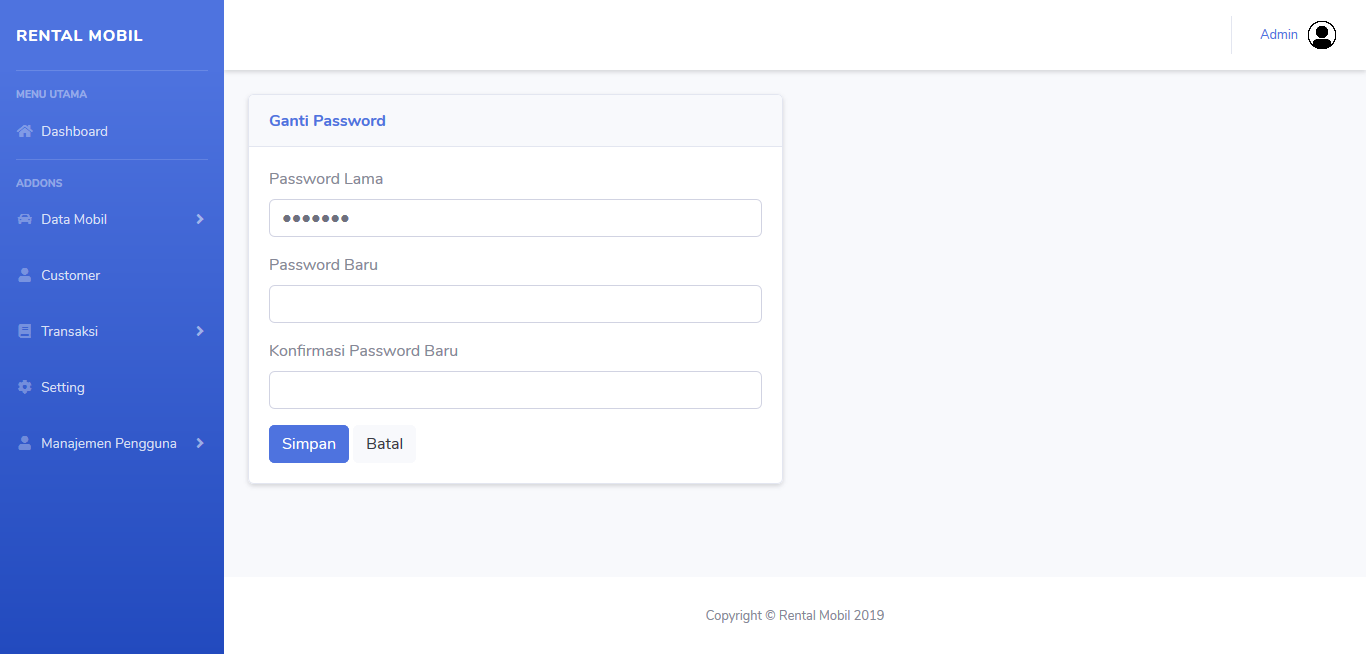 RENTAL MOBIL
Admin
MENU UTAMA
Dashboard
ADDONS
Data Mobil
Customer
Transaksi
Setting
Manajemen Pengguna
Ganti Password
Password Lama
•••••••
Password Baru
Konfirmasi Password Baru
Simpan Batal
Copyright © Rental Mobil 2019